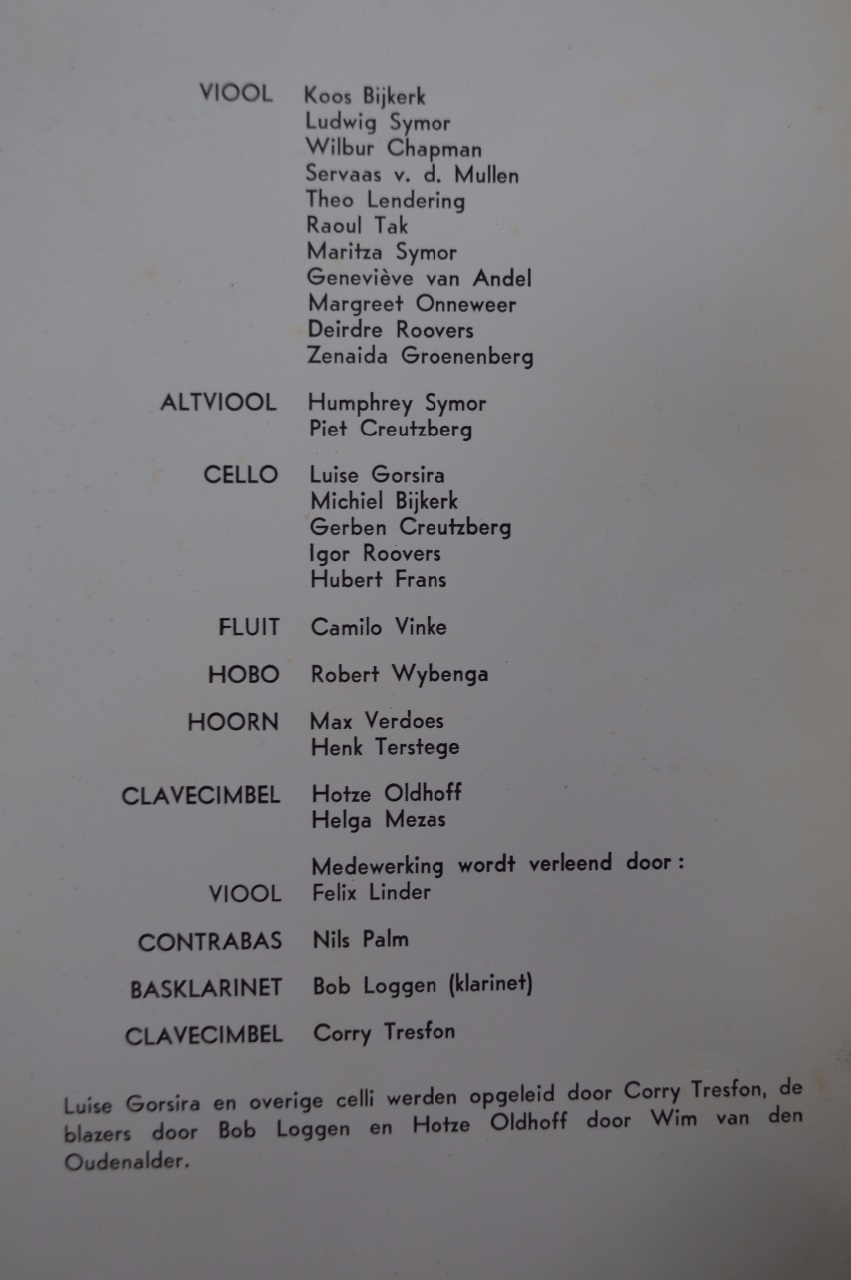 VIOOL Koos Bijkerk
Ludwig Symor
Wilbur Chapman
Servaas v. d. Mullen
Theo Lendering
Raoul Tak
Maritza Symor
Geneviève van Andel
Margreet Onneweer
Deirdre Roovers
Zenaida Groenenberg
ALTVIOOL Humphrey Symor
Piet Creutzberg
CELLO Luise Gorsira
Michiel Bijkerk
Gerben Creutzberg
Igor Roovers
Hubert Frans
FLUIT Camilo Vinke
HOBO Robert Wybenga
HOORN Max Verdoes
Henk Terstege
CLAVECIMBEL Hotze Oldhoff
Helga Mezas
Medewerking wordt verleend door :
VIOOL Felix Linder
CONTRABAS Nils Palm
BASKLARINET Bob Loggen (klarinet)
CLAVECIMBEL Corry Tresfon
Luise Gorsira en overige celli werden opgeleid door Corry Tresfon, de
blazers door Bob Loggen en Hotze Oldhoff door Wim van den
Oudenalder.